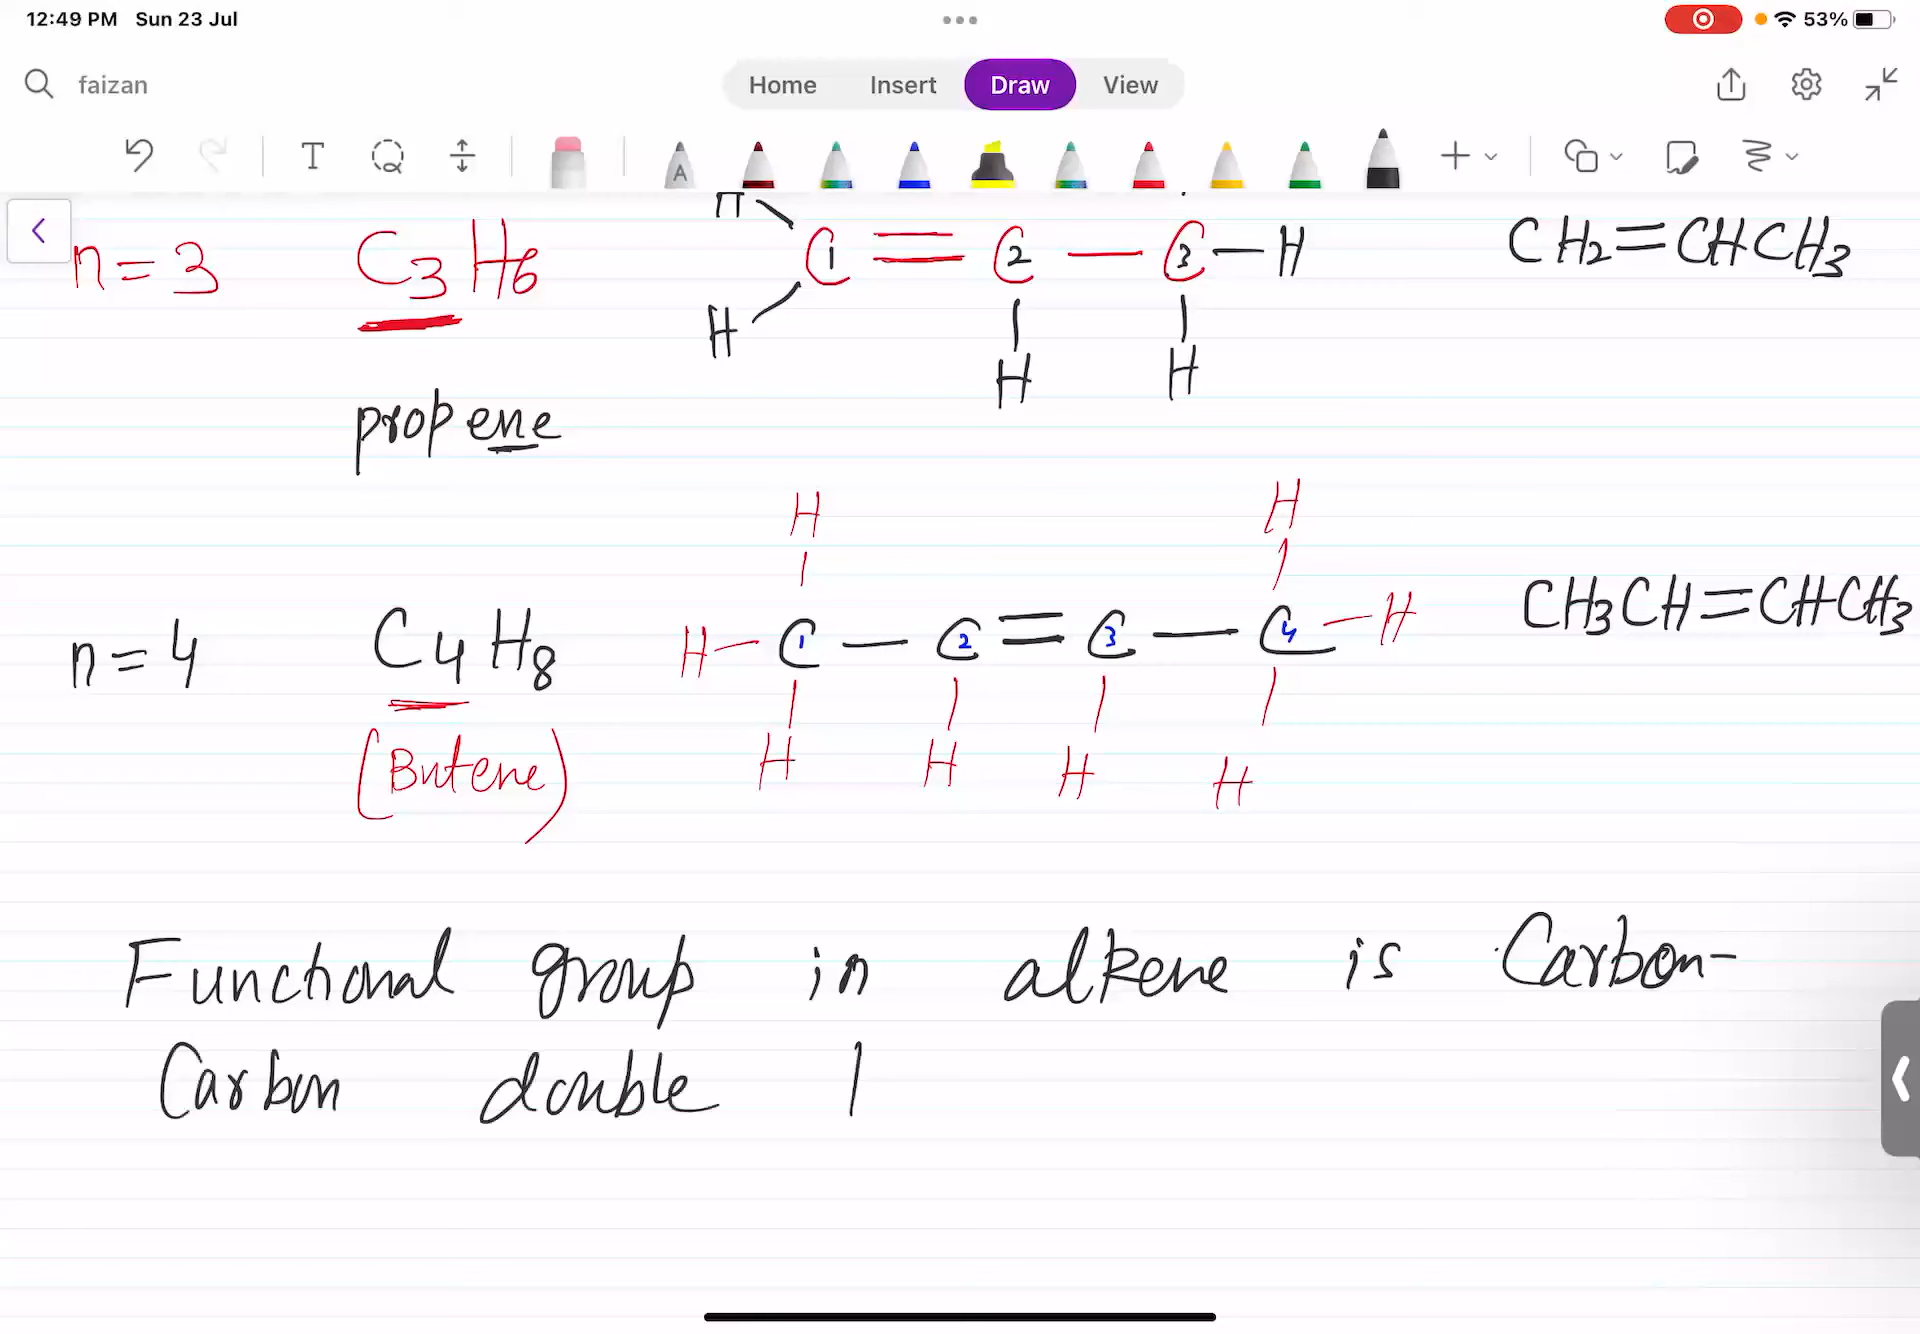 12:49 PM Sun 23 Jul
53%
faizan
Home Insert Draw View
T
A
n=3 C3H6
H
C1=C2—C3—H
H
H H
CH2=CHCH3
propene
H H
n=4 C4H8
H—C1—C2=C3—C4—H
CH3CH=CHCH3
H H H H
(Butene)
Functional group in alkene is Carbon-
Carbon double